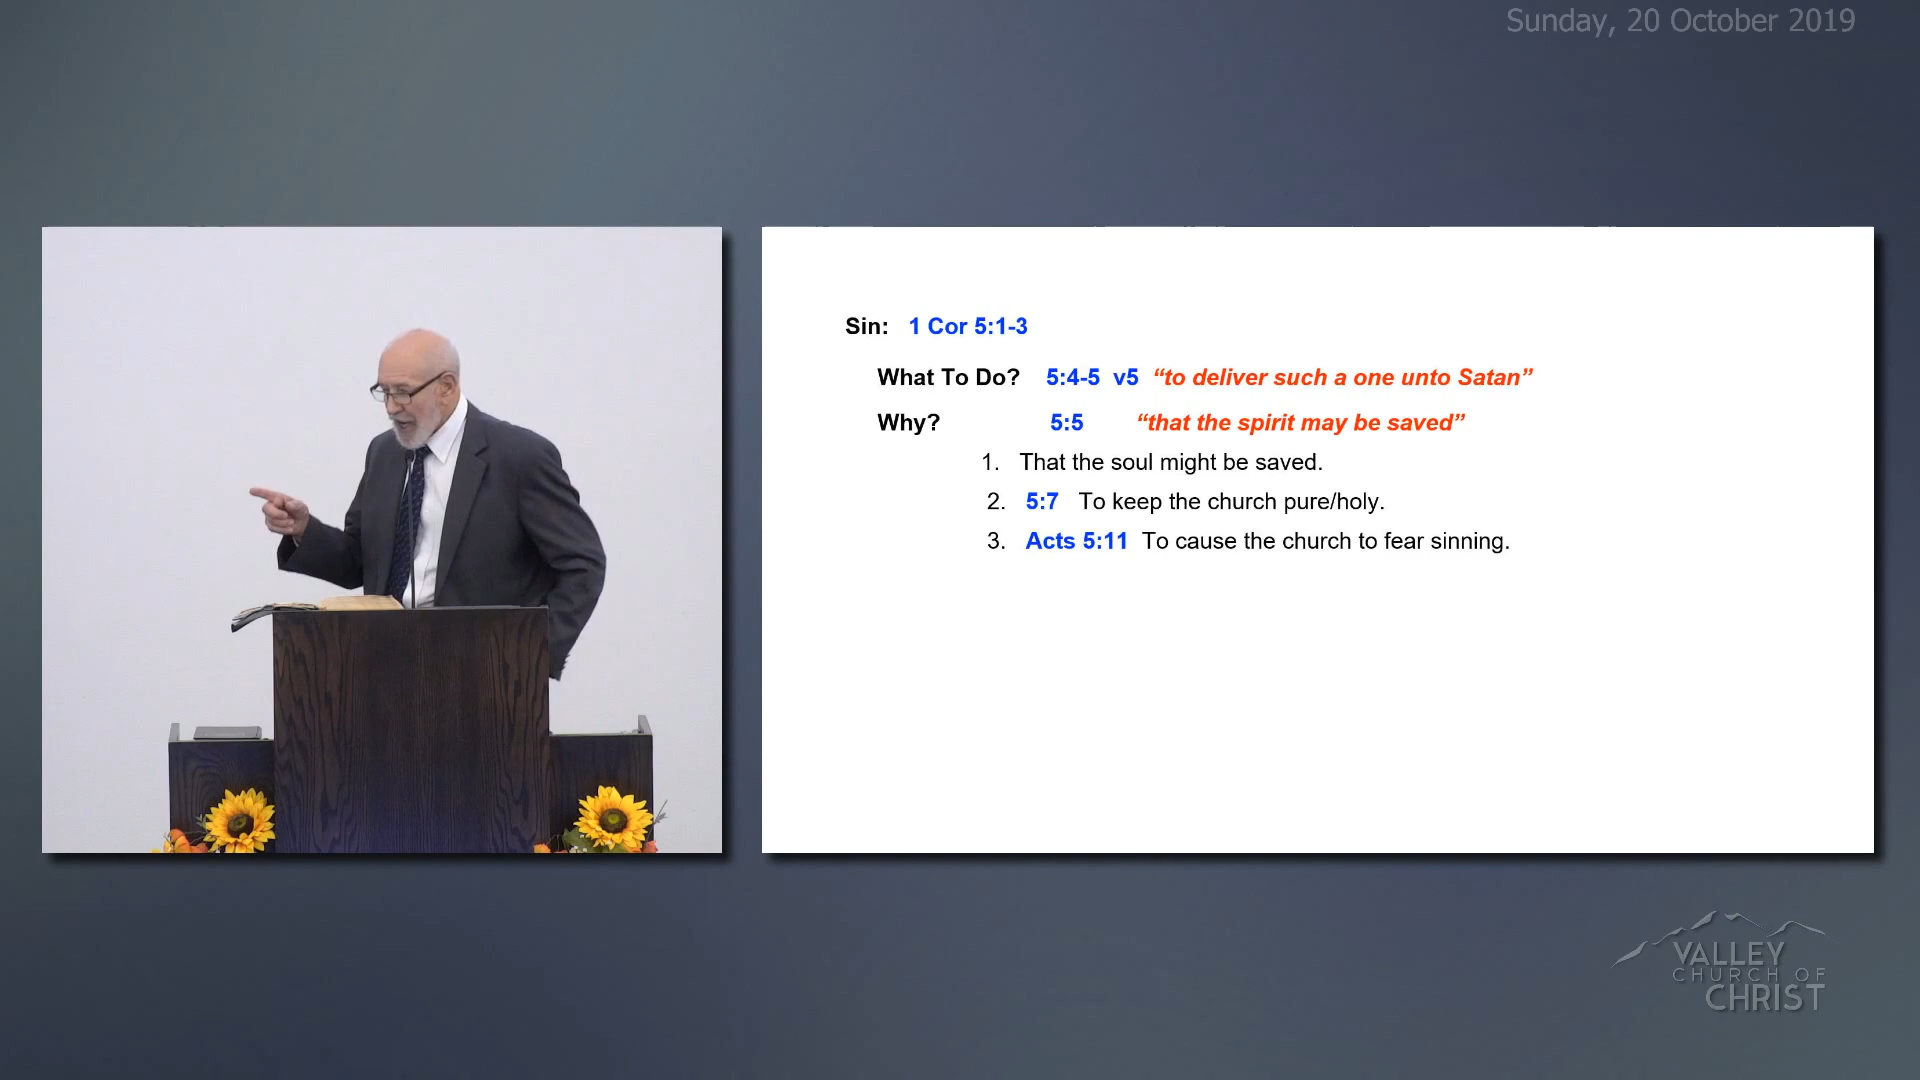 Sunday, 20 October 2019
Sin: 1 Cor 5:1-3
What To Do? 5:4-5 v5 “to deliver such a one unto Satan”
Why? 5:5 “that the spirit may be saved”
1. That the soul might be saved.
2. 5:7 To keep the church pure/holy.
3. Acts 5:11 To cause the church to fear sinning.
VALLEY
CHURCH OF
CHRIST